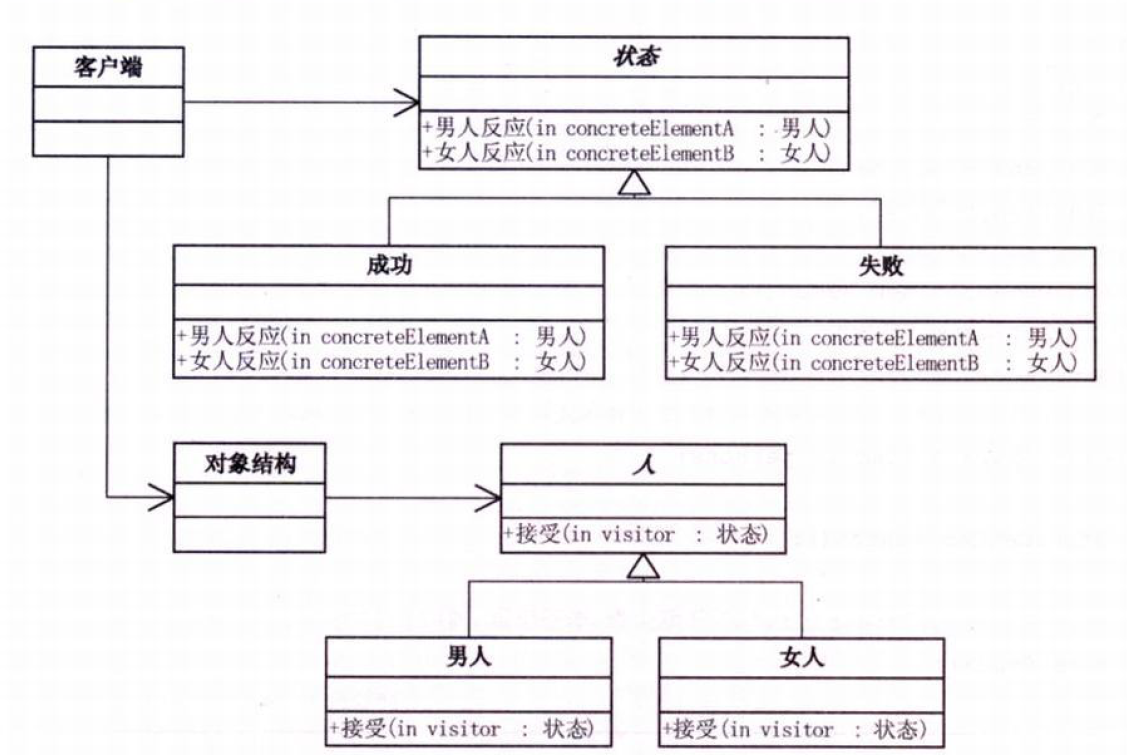 客户端
状态
+男人反应(in concreteElementA : 男人)
+女人反应(in concreteElementB : 女人)
成功
+男人反应(in concreteElementA : 男人)
+女人反应(in concreteElementB : 女人)
失败
+男人反应(in concreteElementA : 男人)
+女人反应(in concreteElementB : 女人)
对象结构
人
+接受(in visitor : 状态)
男人
+接受(in visitor : 状态)
女人
+接受(in visitor : 状态)